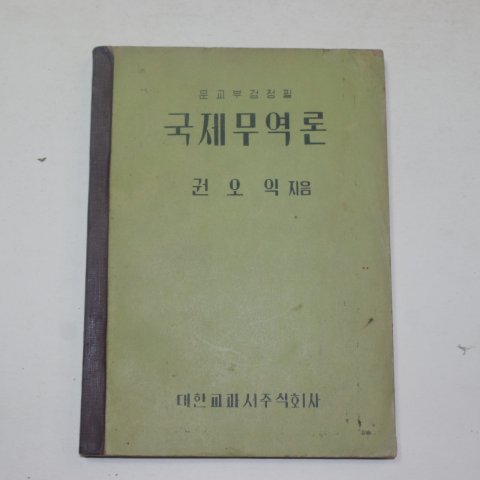 문교부검정필
국제무역론
권오익 지음
대한교과서주식회사